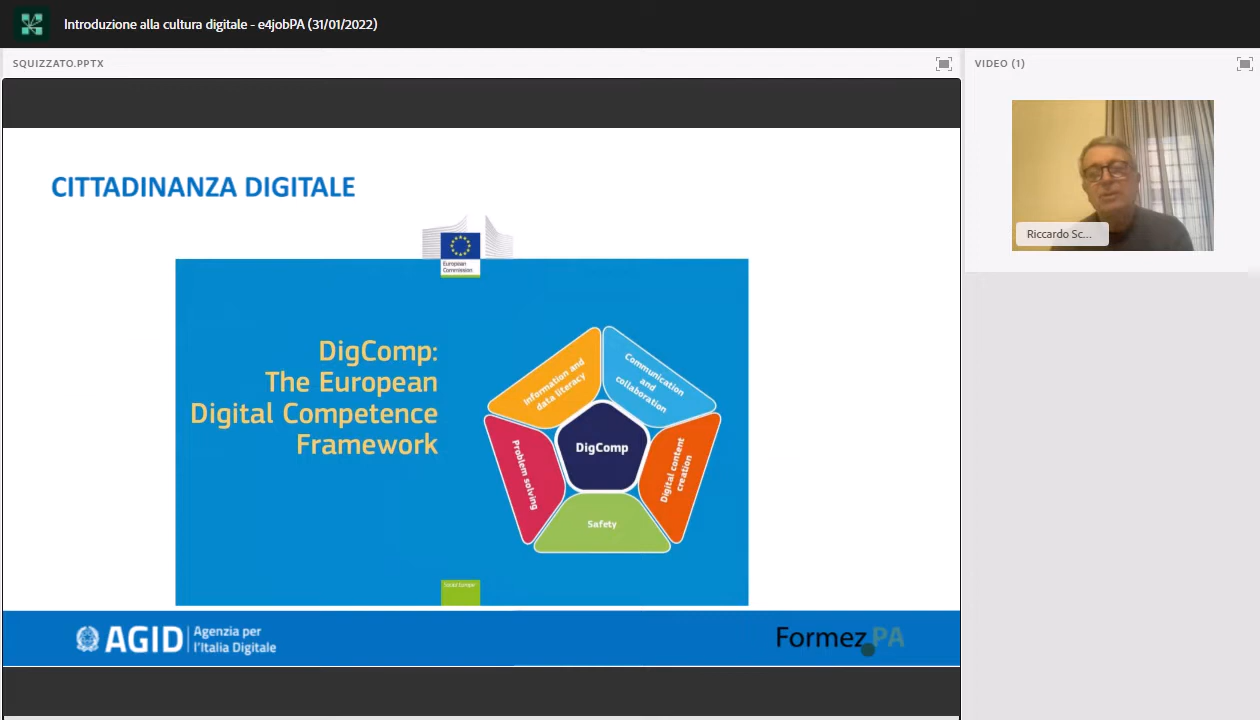 Introduzione alla cultura digitale - e4jobPA (31/01/2022)
SQUIZZATO.PPTX
VIDEO (1)
CITTADINANZA DIGITALE
European
Commission
DigComp:
The European
Digital Competence
Framework
Information and
data literacy
Communication
and
collaboration
Problem solving
DigComp
Digital content
creation
Safety
Social Europe
Riccardo Sc...
AGID
Agenzia per
l'Italia Digitale
FormezPA